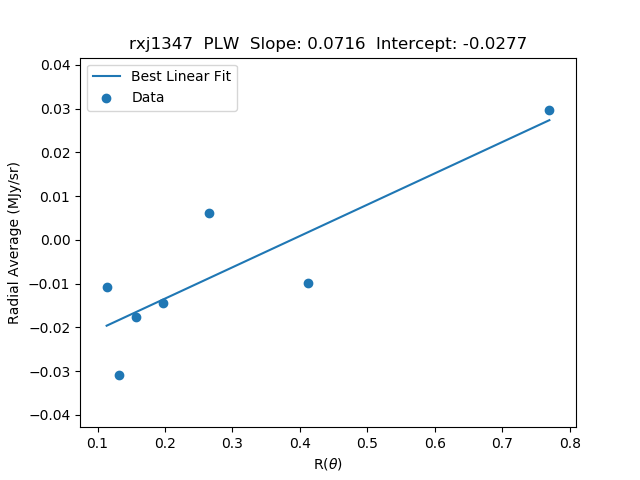 rxj1347  PLW  Slope: 0.0716  Intercept: -0.0277
Best Linear Fit
Data
0.04
0.03
0.02
0.01
0.00
−0.01
−0.02
−0.03
−0.04
Radial Average (MJy/sr)
0.1 0.2 0.3 0.4 0.5 0.6 0.7 0.8
R(θ)